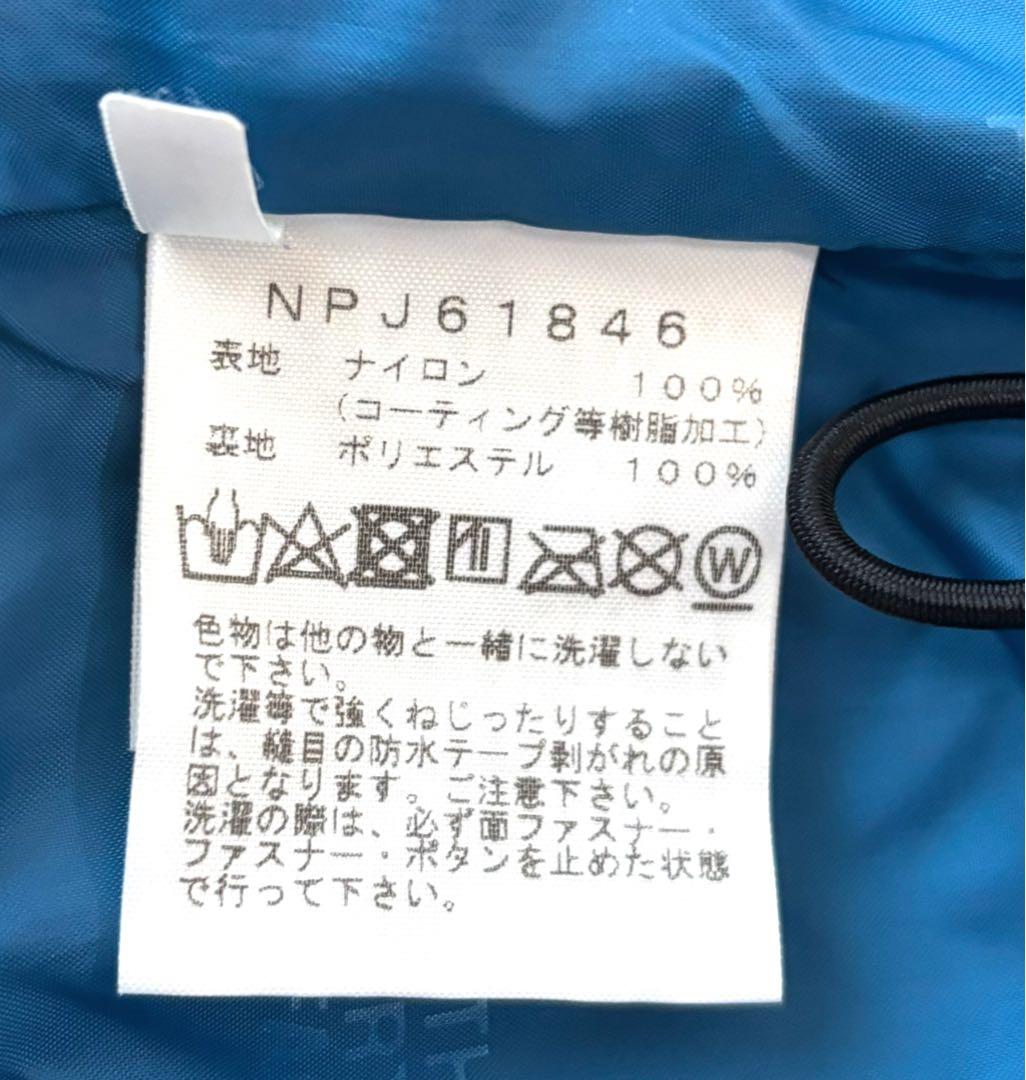 NPJ61846
表地 ナイロン 100%
(コーティング等樹脂加工)
裏地 ポリエステル 100%
W
色物は他の物と一緒に洗濯しない
で下さい。
洗濯等で強くねじったりすること
は、縫目の防水テープ剥がれの原
因となります。ご注意下さい。
洗濯の際は、必ず面ファスナー・
ファスナー・ボタンを止めた状態
で行って下さい。